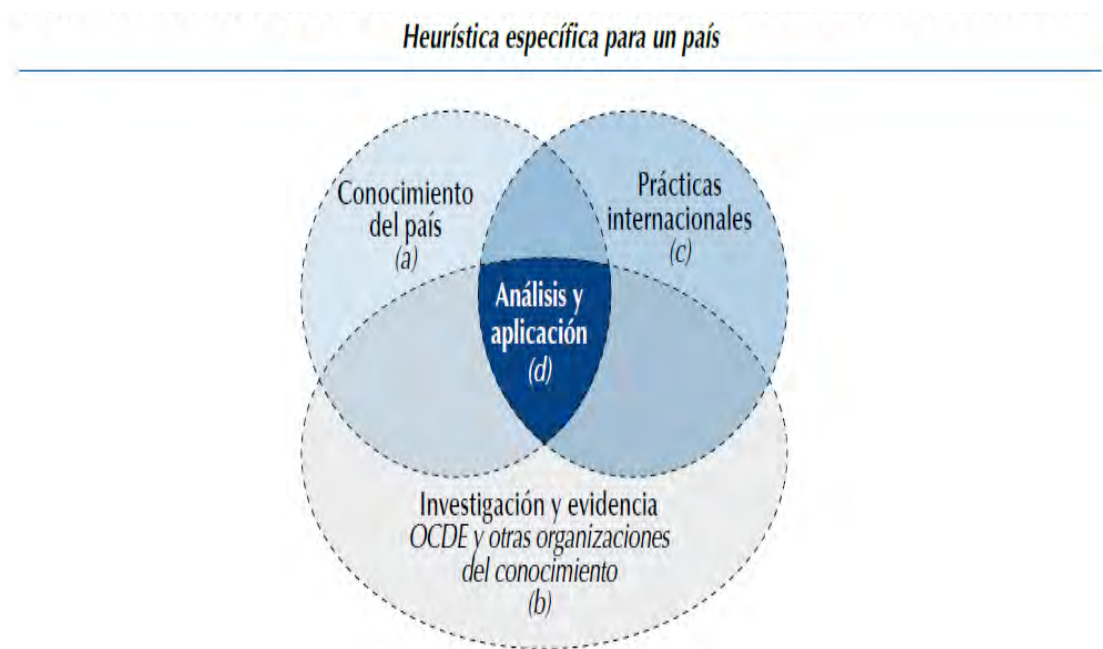 Heurística específica para un país
Conocimiento
del país
(a)
Prácticas
internacionales
(c)
Análisis y
aplicación
(d)
Investigación y evidencia
OCDE y otras organizaciones
del conocimiento
(b)